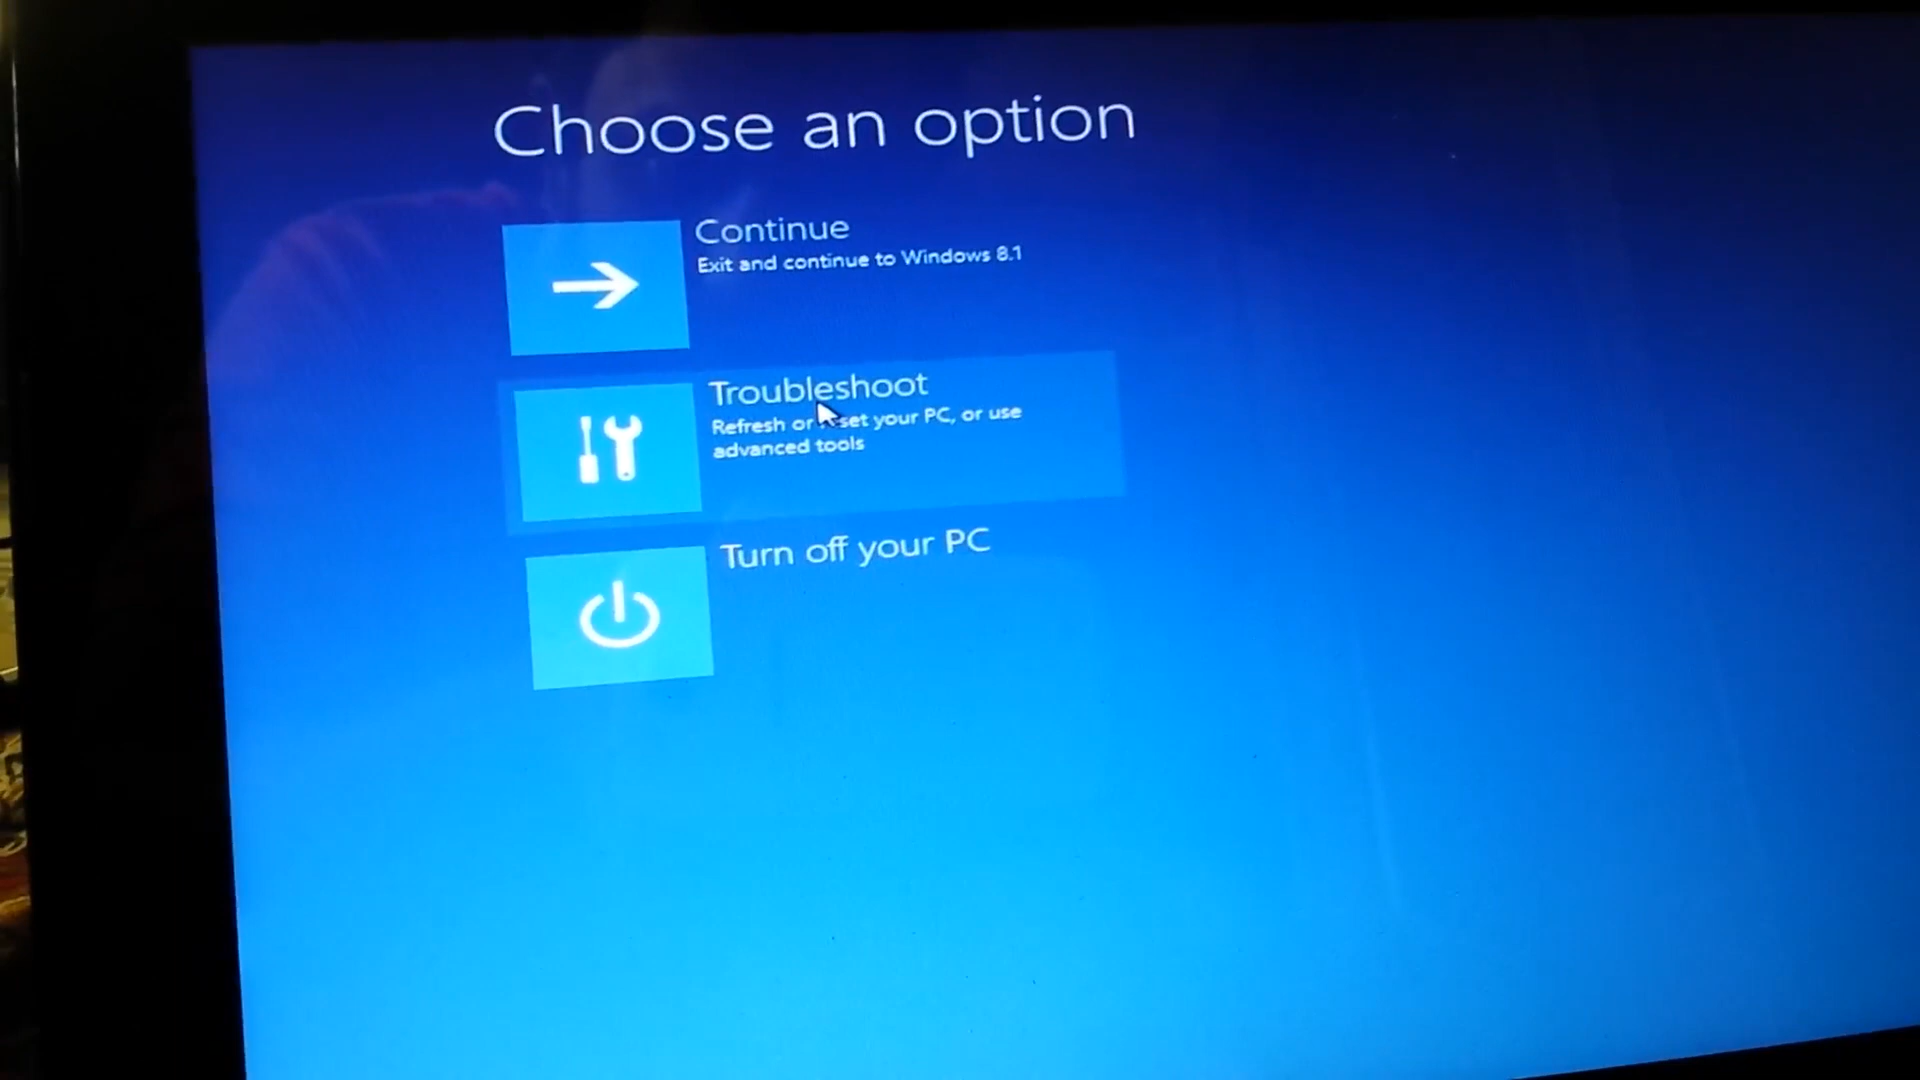 Choose an option
Continue
Exit and continue to Windows 8.1
Troubleshoot
Refresh or reset your PC, or use
advanced tools
Turn off your PC